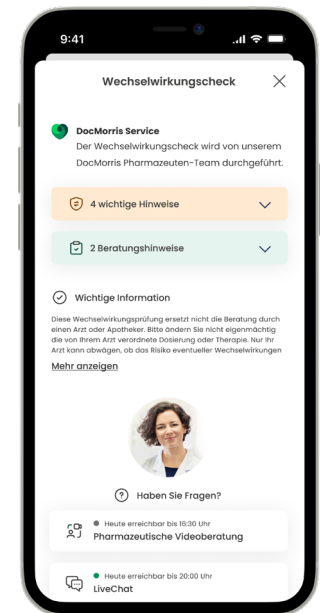 9:41
Wechselwirkungscheck
DocMorris Service
Der Wechselwirkungscheck wird von unserem
DocMorris Pharmazeuten-Team durchgeführt.
4 wichtige Hinweise
2 Beratungshinweise
Wichtige Information
Diese Wechselwirkungsprüfung ersetzt nicht die Beratung durch
einen Arzt oder Apotheker. Bitte ändern Sie nicht eigenmächtig
die von Ihrem Arzt verordnete Dosierung oder Therapie. Nur Ihr
Arzt kann abwägen, ob das Risiko eventueller Wechselwirkungen
Mehr anzeigen
Haben Sie Fragen?
Heute erreichbar bis 16:30 Uhr
Pharmazeutische Videoberatung
Heute erreichbar bis 20:00 Uhr
LiveChat